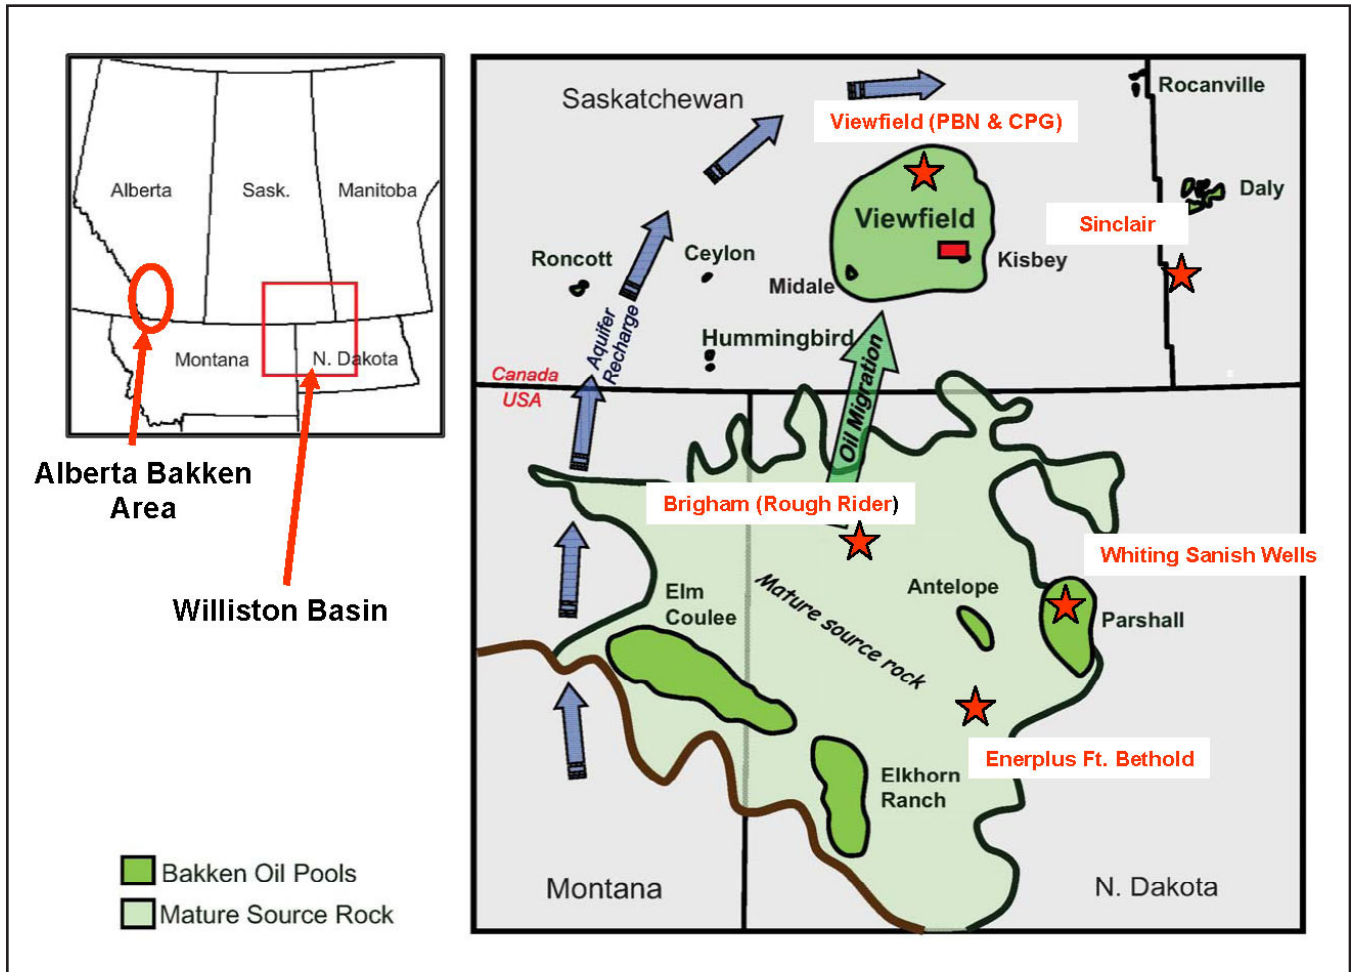 Alberta
Sask.
Manitoba
Montana
N. Dakota
Alberta Bakken
Area
Williston Basin
Bakken Oil Pools
Mature Source Rock
Saskatchewan
Viewfield (PBN & CPG)
Rocanville
Daly
Sinclair
Viewfield
Kisbey
Midale
Roncott
Ceylon
Hummingbird
Aquifer
Recharge
Canada
USA
Oil Migration
Brigham (Rough Rider)
Whiting Sanish Wells
Elm
Coulee
Antelope
Parshall
Mature source rock
Enerplus Ft. Bethold
Elkhorn
Ranch
Montana
N. Dakota